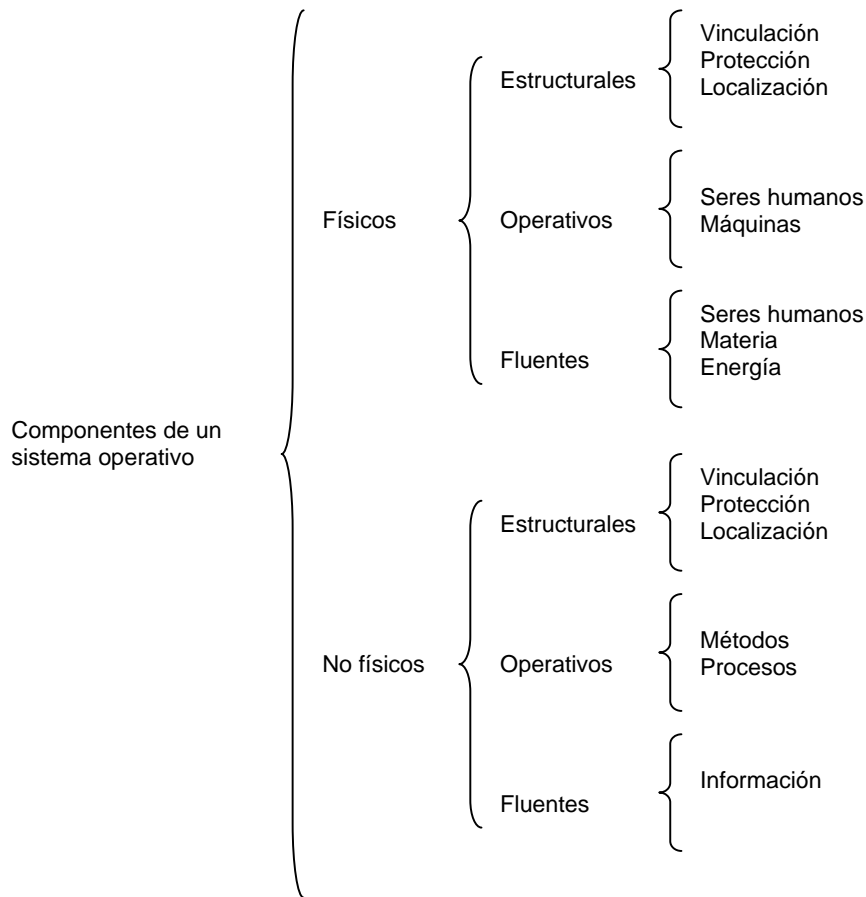 Componentes de un
sistema operativo
Físicos
Estructurales
Vinculación
Protección
Localización
Operativos
Seres humanos
Máquinas
Fluentes
Seres humanos
Materia
Energía
No físicos
Estructurales
Vinculación
Protección
Localización
Operativos
Métodos
Procesos
Fluentes
Información